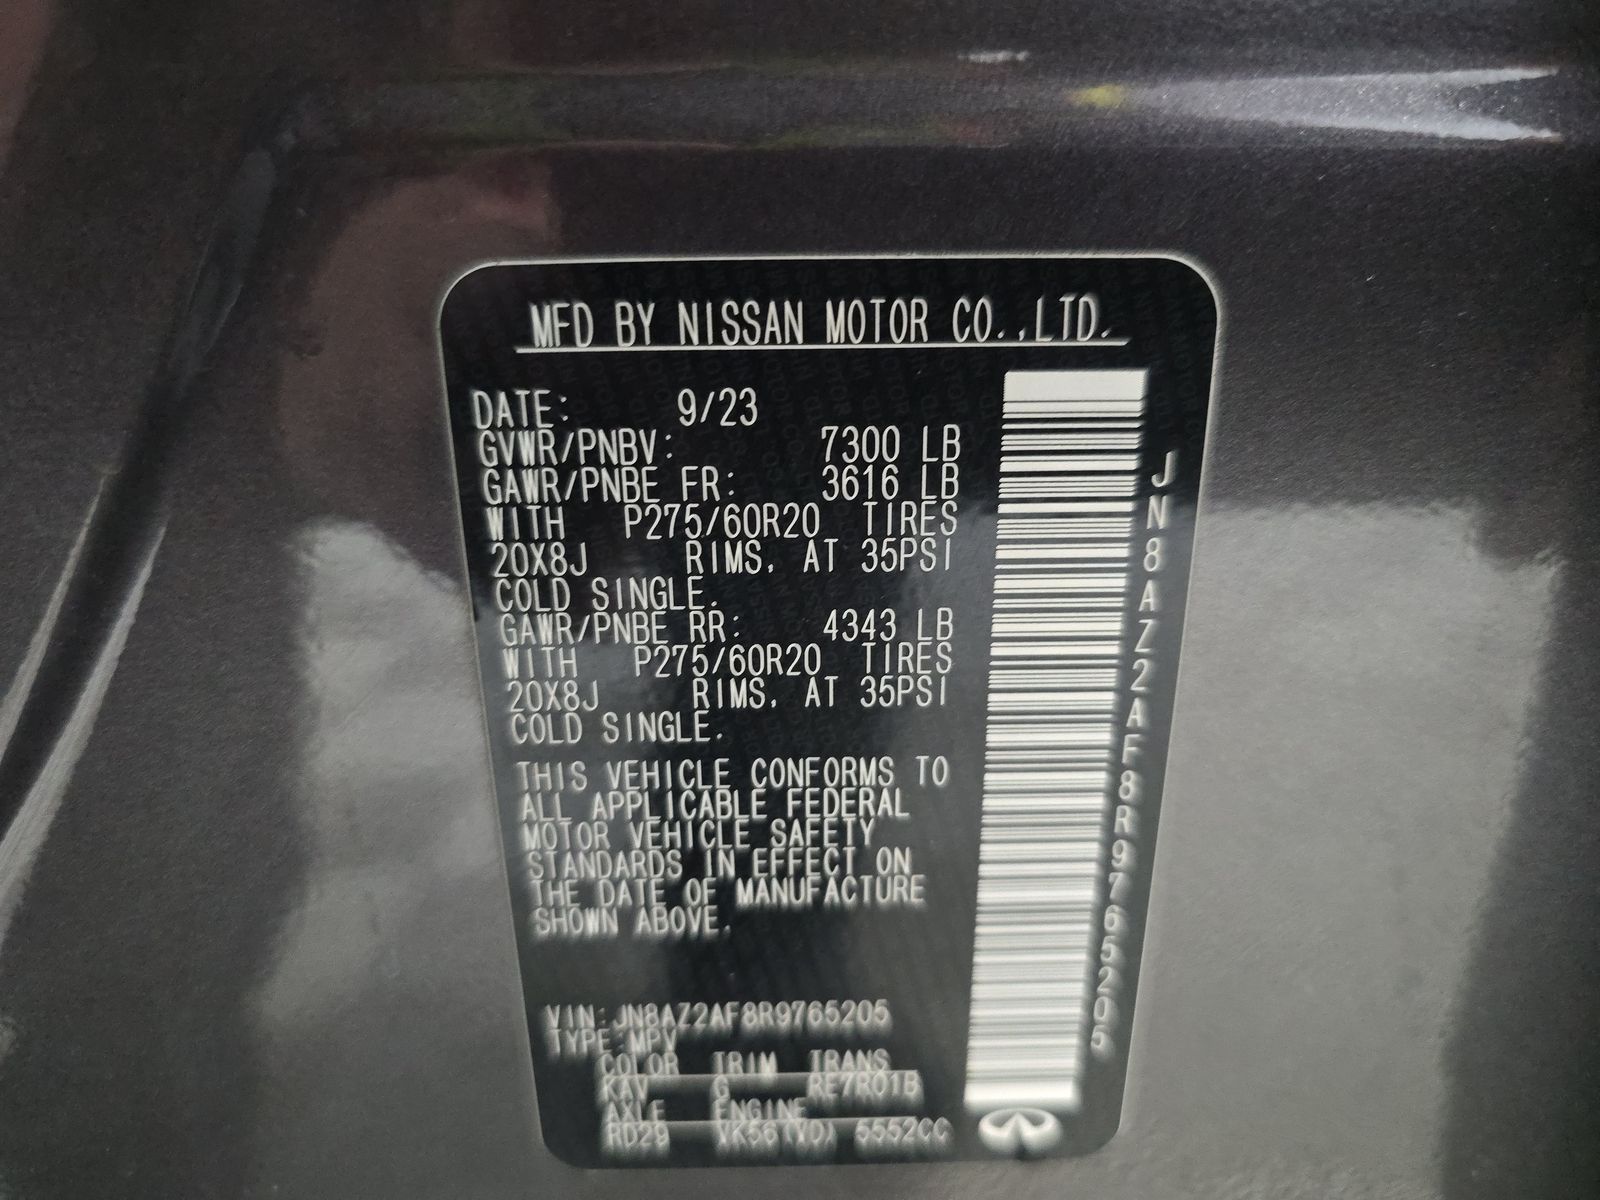 MFD BY NISSAN MOTOR CO.,LTD.
DATE: 9/23
GVWR/PNBV: 7300 LB
GAWR/PNBE FR: 3616 LB
WITH P275/60R20 TIRES
20X8J RIMS, AT 35PSI
COLD SINGLE.
GAWR/PNBE RR: 4343 LB
WITH P275/60R20 TIRES
20X8J RIMS, AT 35PSI
COLD SINGLE.
THIS VEHICLE CONFORMS TO
ALL APPLICABLE FEDERAL
MOTOR VEHICLE SAFETY
STANDARDS IN EFFECT ON
THE DATE OF MANUFACTURE
SHOWN ABOVE.
VIN:JN8AZ2AF8R9765205
TYPE:MPV
COLOR TRIM TRANS
KAV G RE7R01B
AXLE ENGINE
RD29 VK56(VD) 5552CC
JN8AZ2AF8R9765205